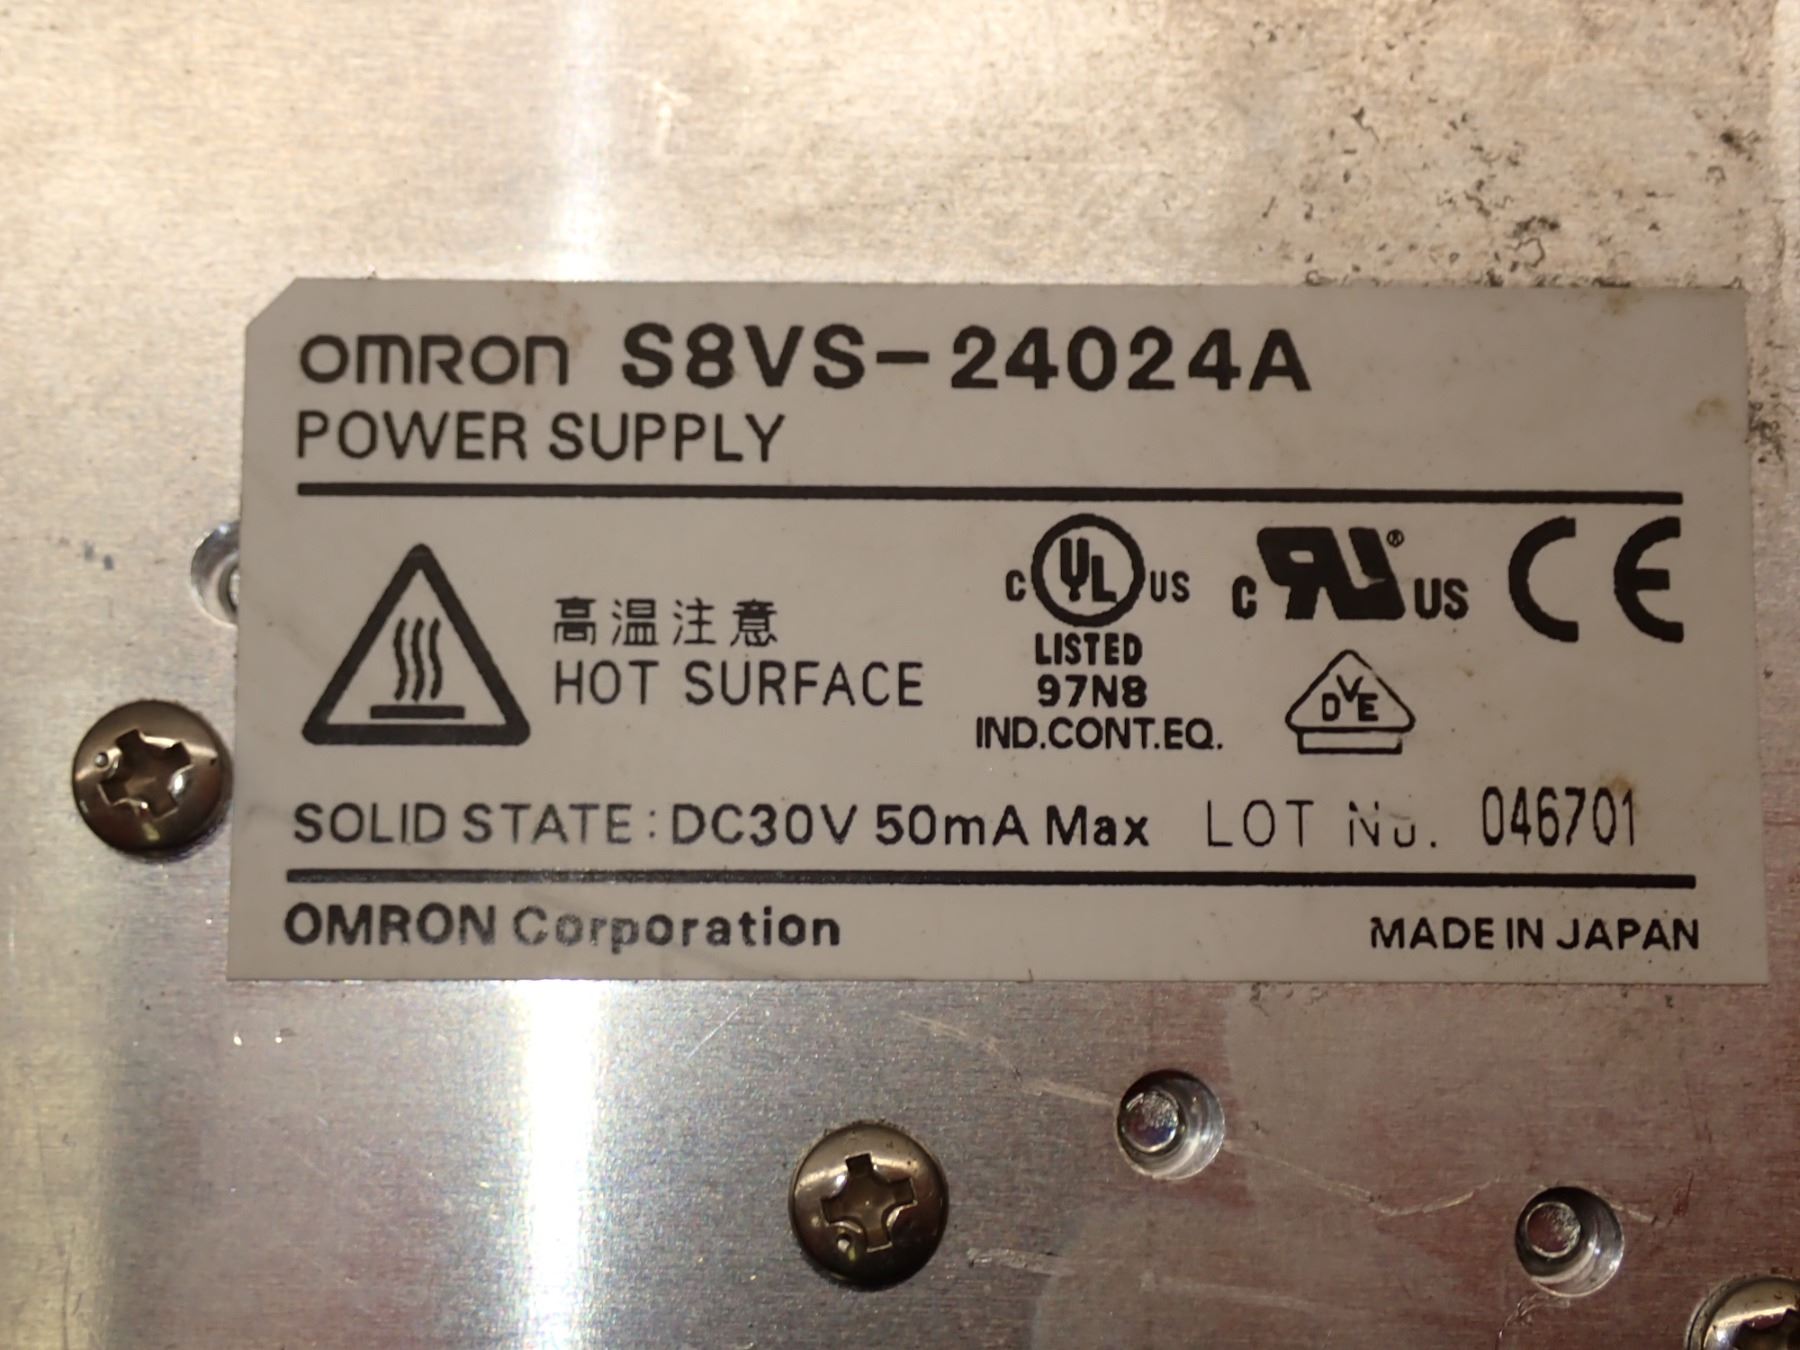 omron S8VS-24024A
POWER SUPPLY
高温注意
HOT SURFACE
C UL US
LISTED
97N8
IND.CONT.EQ.
C RU ® US
CE
DVE
SOLID STATE : DC30V 50mA Max LOT No. 046701
OMRON Corporation MADE IN JAPAN